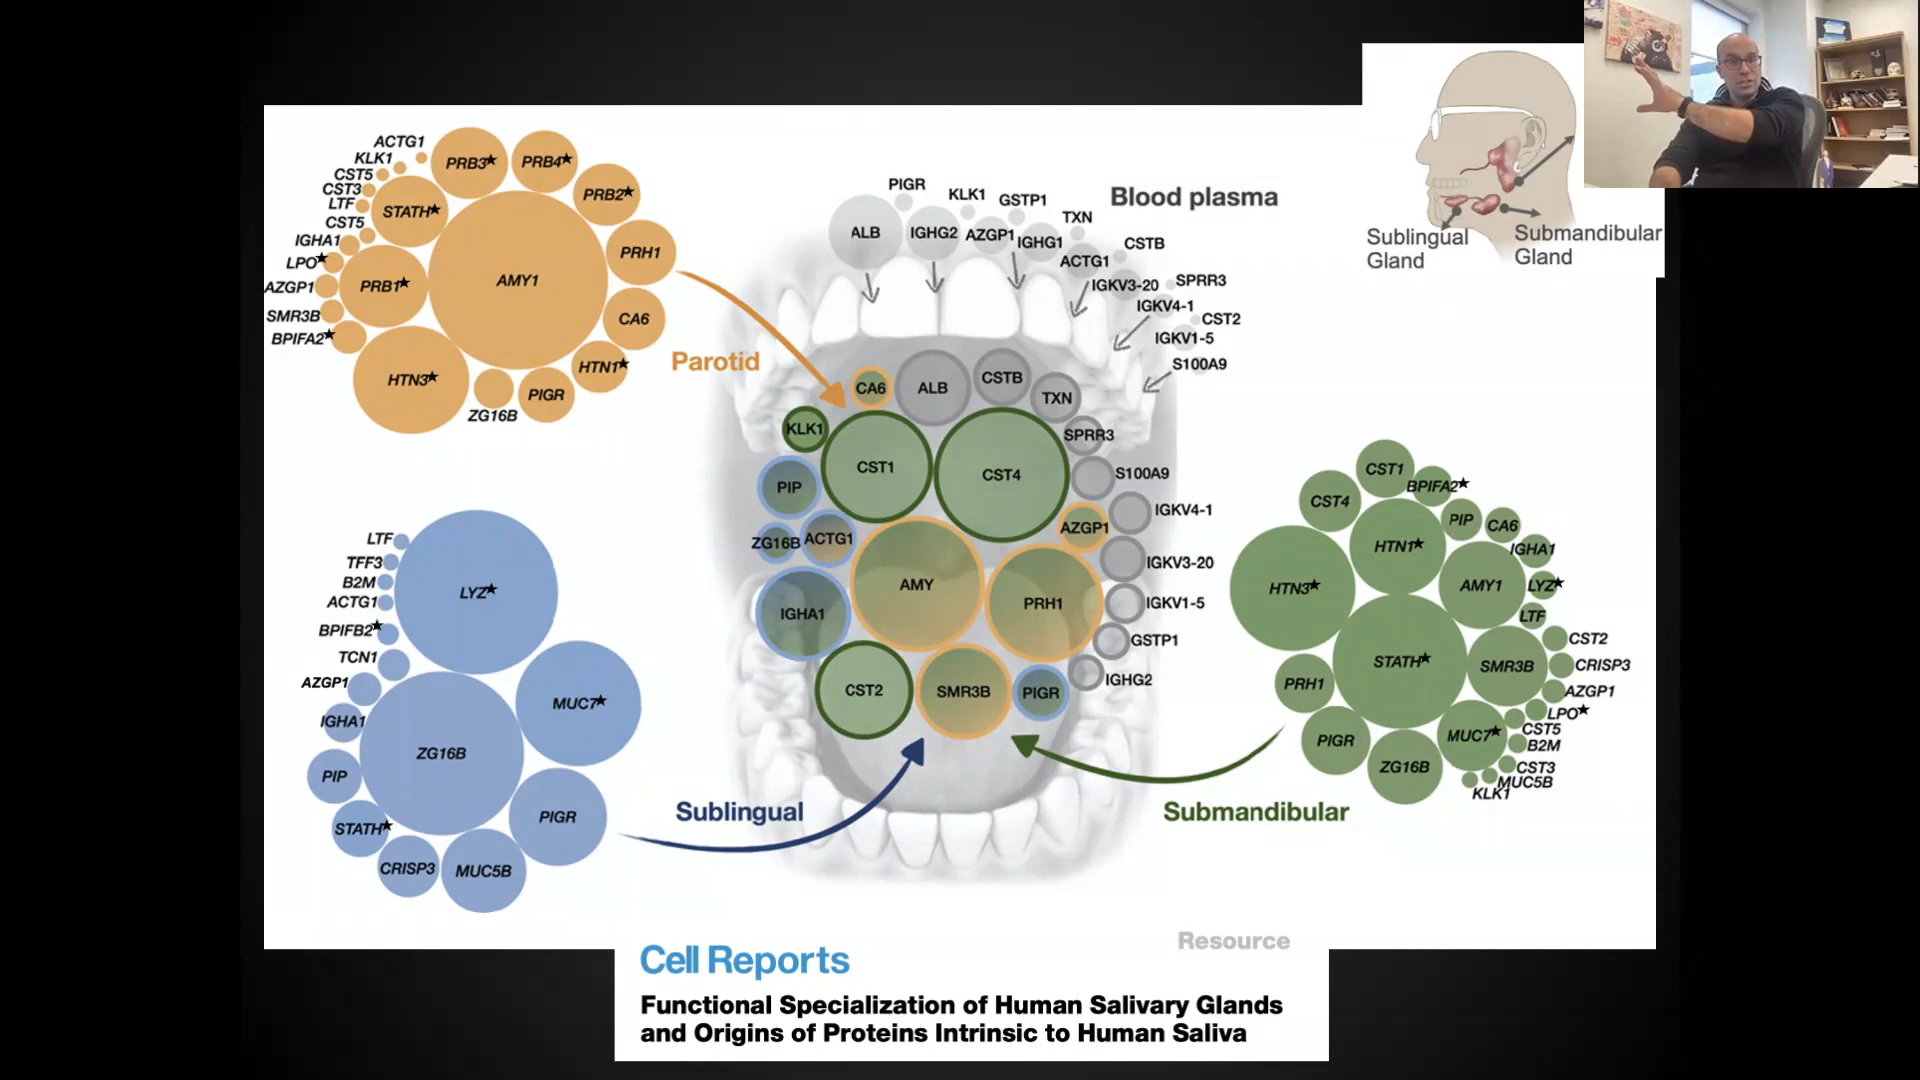 ACTG1
KLK1
CST5
CST3
LTF
CST5
IGHA1
LPO★
AZGP1
SMR3B
BPIFA2★
PRB3★
PRB4★
PRB2★
STATH★
PRH1
PRB1★
AMY1
CA6
HTN3★
HTN1★
ZG16B
PIGR
Parotid
PIGR
KLK1
GSTP1
TXN
Blood plasma
ALB
IGHG2
AZGP1
IGHG1
CSTB
ACTG1
IGKV3-20
SPRR3
IGKV4-1
CST2
IGKV1-5
S100A9
Sublingual
Gland
Submandibular
Gland
CA6
ALB
CSTB
TXN
KLK1
SPRR3
CST1
CST4
S100A9
PIP
IGKV4-1
ZG16B
ACTG1
AZGP1
IGKV3-20
AMY
PRH1
IGHA1
IGKV1-5
GSTP1
CST2
SMR3B
PIGR
IGHG2
LTF
TFF3
B2M
ACTG1
BPIFB2★
TCN1
AZGP1
IGHA1
PIP
STATH★
CRISP3
MUC5B
LYZ★
MUC7★
ZG16B
PIGR
Sublingual
CST1
BPIFA2★
CST4
PIP
CA6
HTN1★
IGHA1
HTN3★
AMY1
LYZ★
LTF
CST2
STATH★
SMR3B
CRISP3
PRH1
AZGP1
LPO★
MUC7★
CST5
PIGR
B2M
ZG16B
CST3
MUC5B
KLK1
Submandibular
Resource
Cell Reports
Functional Specialization of Human Salivary Glands
and Origins of Proteins Intrinsic to Human Saliva